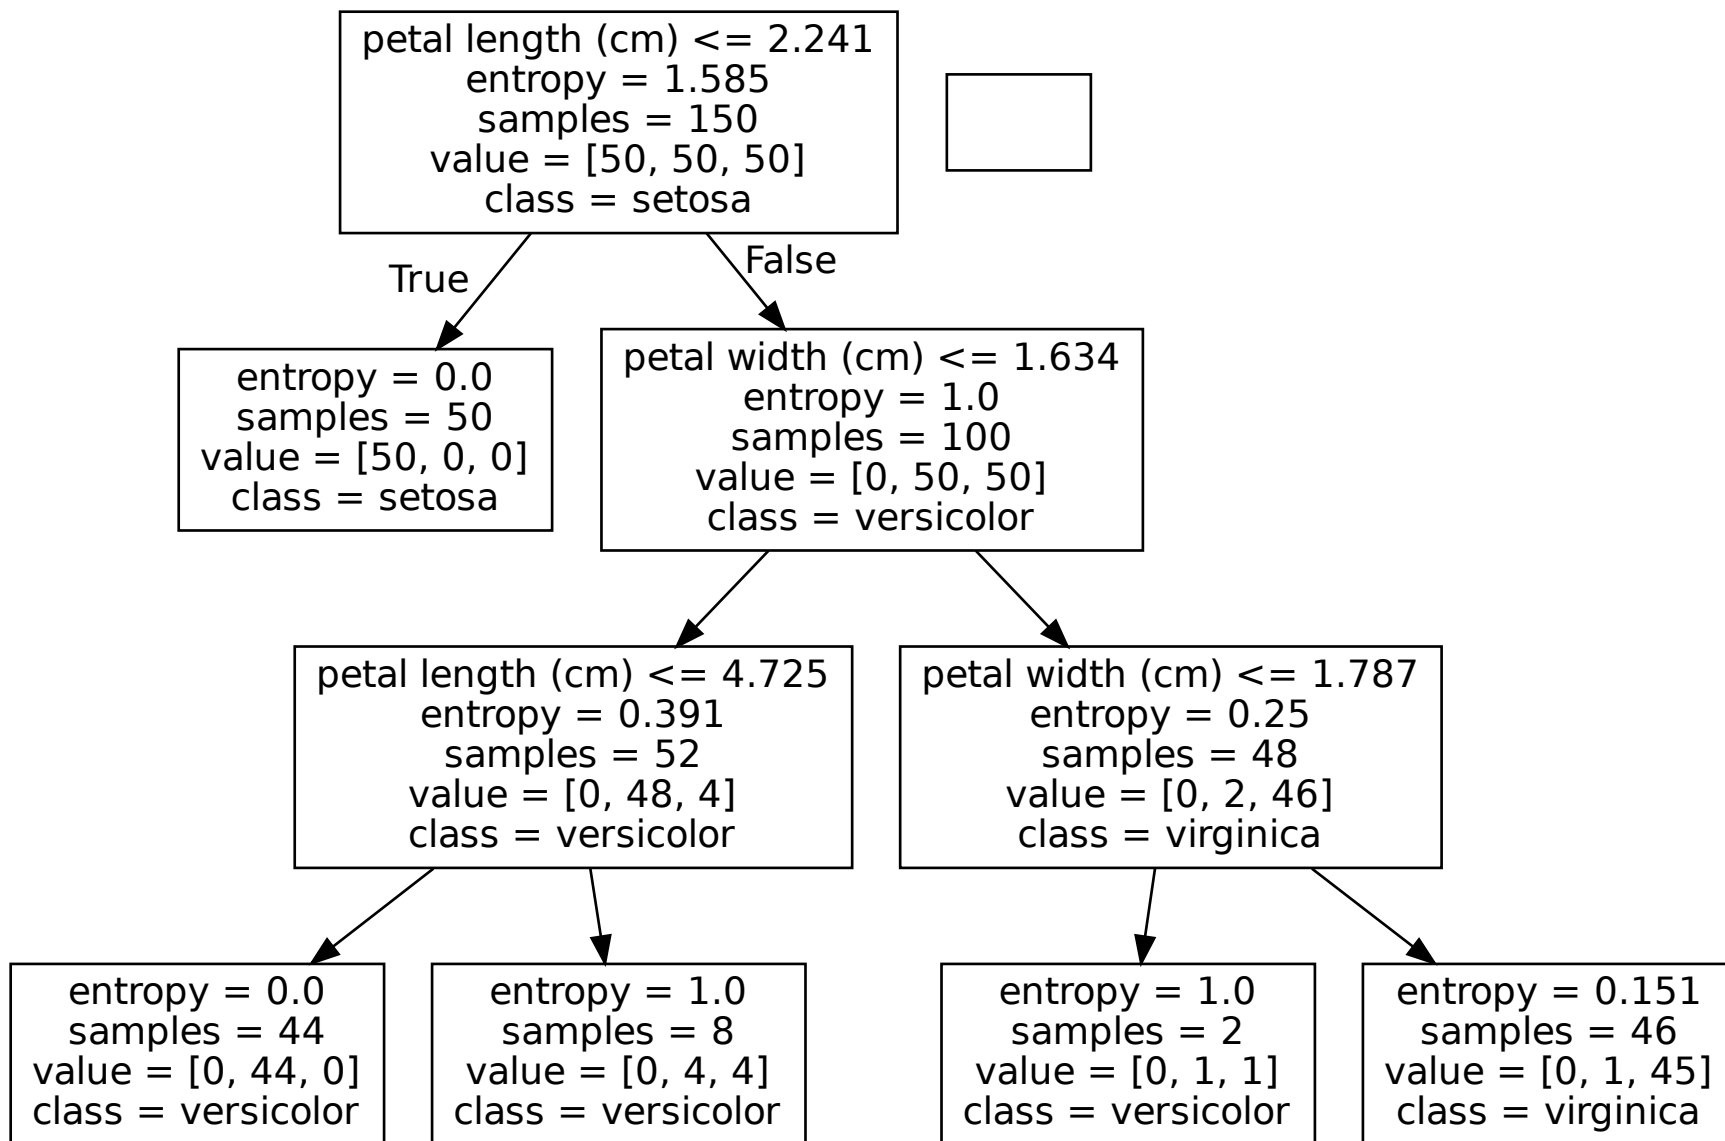 petal length (cm) <= 2.241
entropy = 1.585
samples = 150
value = [50, 50, 50]
class = setosa
True
False
entropy = 0.0
samples = 50
value = [50, 0, 0]
class = setosa
petal width (cm) <= 1.634
entropy = 1.0
samples = 100
value = [0, 50, 50]
class = versicolor
petal length (cm) <= 4.725
entropy = 0.391
samples = 52
value = [0, 48, 4]
class = versicolor
petal width (cm) <= 1.787
entropy = 0.25
samples = 48
value = [0, 2, 46]
class = virginica
entropy = 0.0
samples = 44
value = [0, 44, 0]
class = versicolor
entropy = 1.0
samples = 8
value = [0, 4, 4]
class = versicolor
entropy = 1.0
samples = 2
value = [0, 1, 1]
class = versicolor
entropy = 0.151
samples = 46
value = [0, 1, 45]
class = virginica